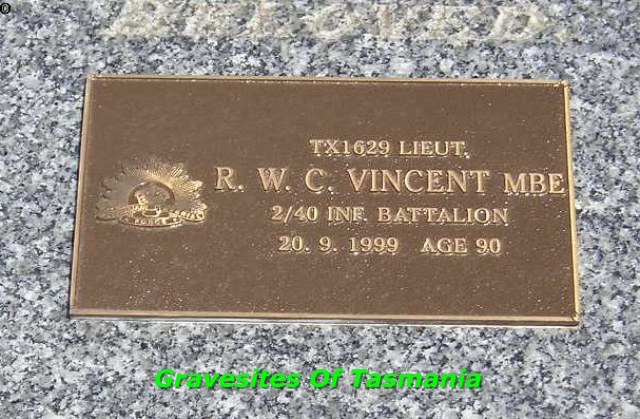 ®
TX1629 LIEUT.
R. W. C. VINCENT MBE
2/40 INF. BATTALION
20. 9. 1999 AGE 90
Gravesites Of Tasmania